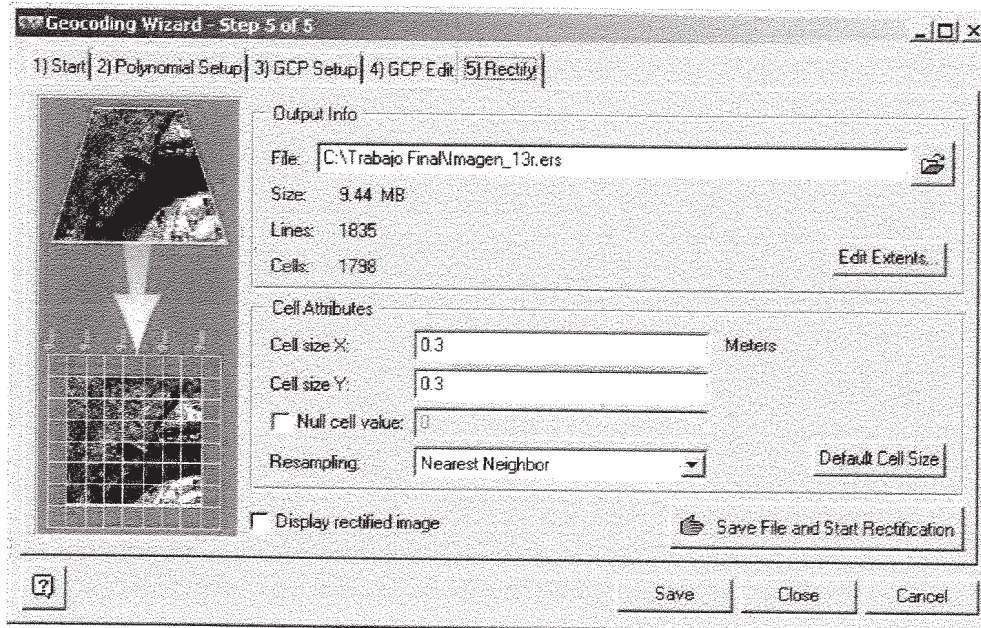 Geocoding Wizard - Step 5 of 5
1) Start 2) Polynomial Setup 3) GCP Setup 4) GCP Edit 5) Rectify
Output Info
File: C:\Trabajo Final\Imagen_13r.ers
Size: 9.44 MB
Lines: 1835
Cells: 1798
Edit Extents...
Cell Attributes
Cell size X: 0.3 Meters
Cell size Y: 0.3
Null cell value: 0
Resampling: Nearest Neighbor
Default Cell Size
Display rectified image
Save File and Start Rectification
Save Close Cancel